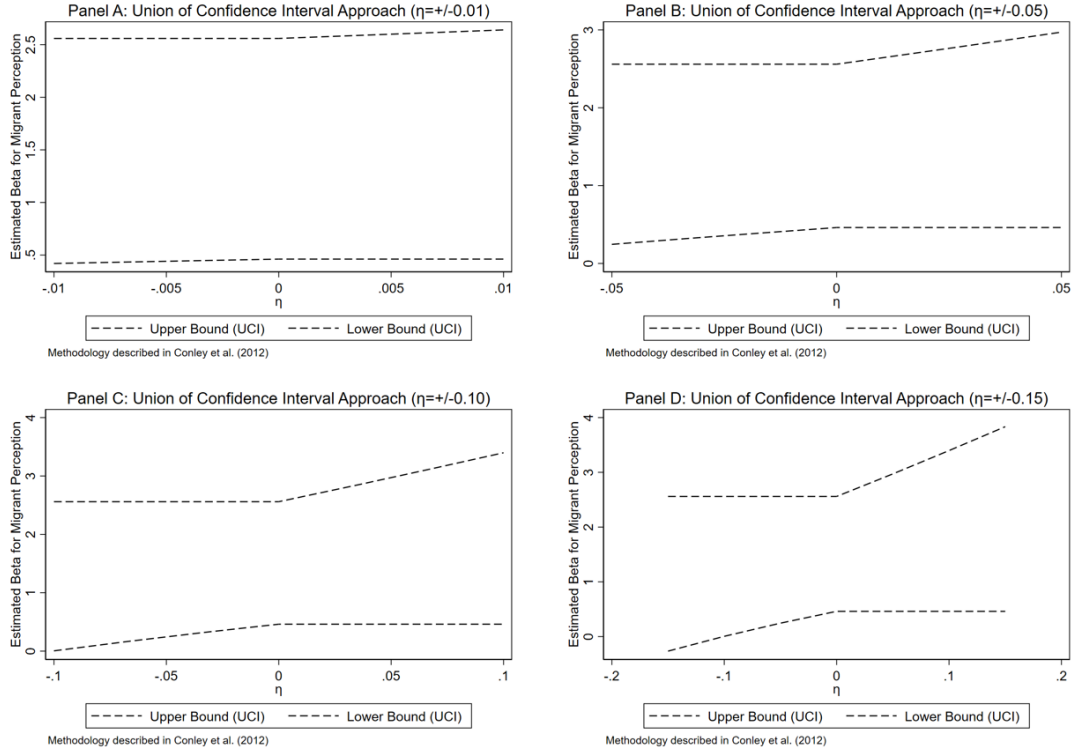 Panel A: Union of Confidence Interval Approach (η=+/-0.01)
Estimated Beta for Migrant Perception
2.5
2
1.5
1
.5
-.01 -.005 0 .005 .01
η
Upper Bound (UCI) Lower Bound (UCI)
Methodology described in Conley et al. (2012)
Panel B: Union of Confidence Interval Approach (η=+/-0.05)
Estimated Beta for Migrant Perception
3
2
1
0
-.05 0 .05
η
Upper Bound (UCI) Lower Bound (UCI)
Methodology described in Conley et al. (2012)
Panel C: Union of Confidence Interval Approach (η=+/-0.10)
Estimated Beta for Migrant Perception
4
3
2
1
0
-.1 -.05 0 .05 .1
η
Upper Bound (UCI) Lower Bound (UCI)
Methodology described in Conley et al. (2012)
Panel D: Union of Confidence Interval Approach (η=+/-0.15)
Estimated Beta for Migrant Perception
4
3
2
1
0
-.2 -.1 0 .1 .2
η
Upper Bound (UCI) Lower Bound (UCI)
Methodology described in Conley et al. (2012)